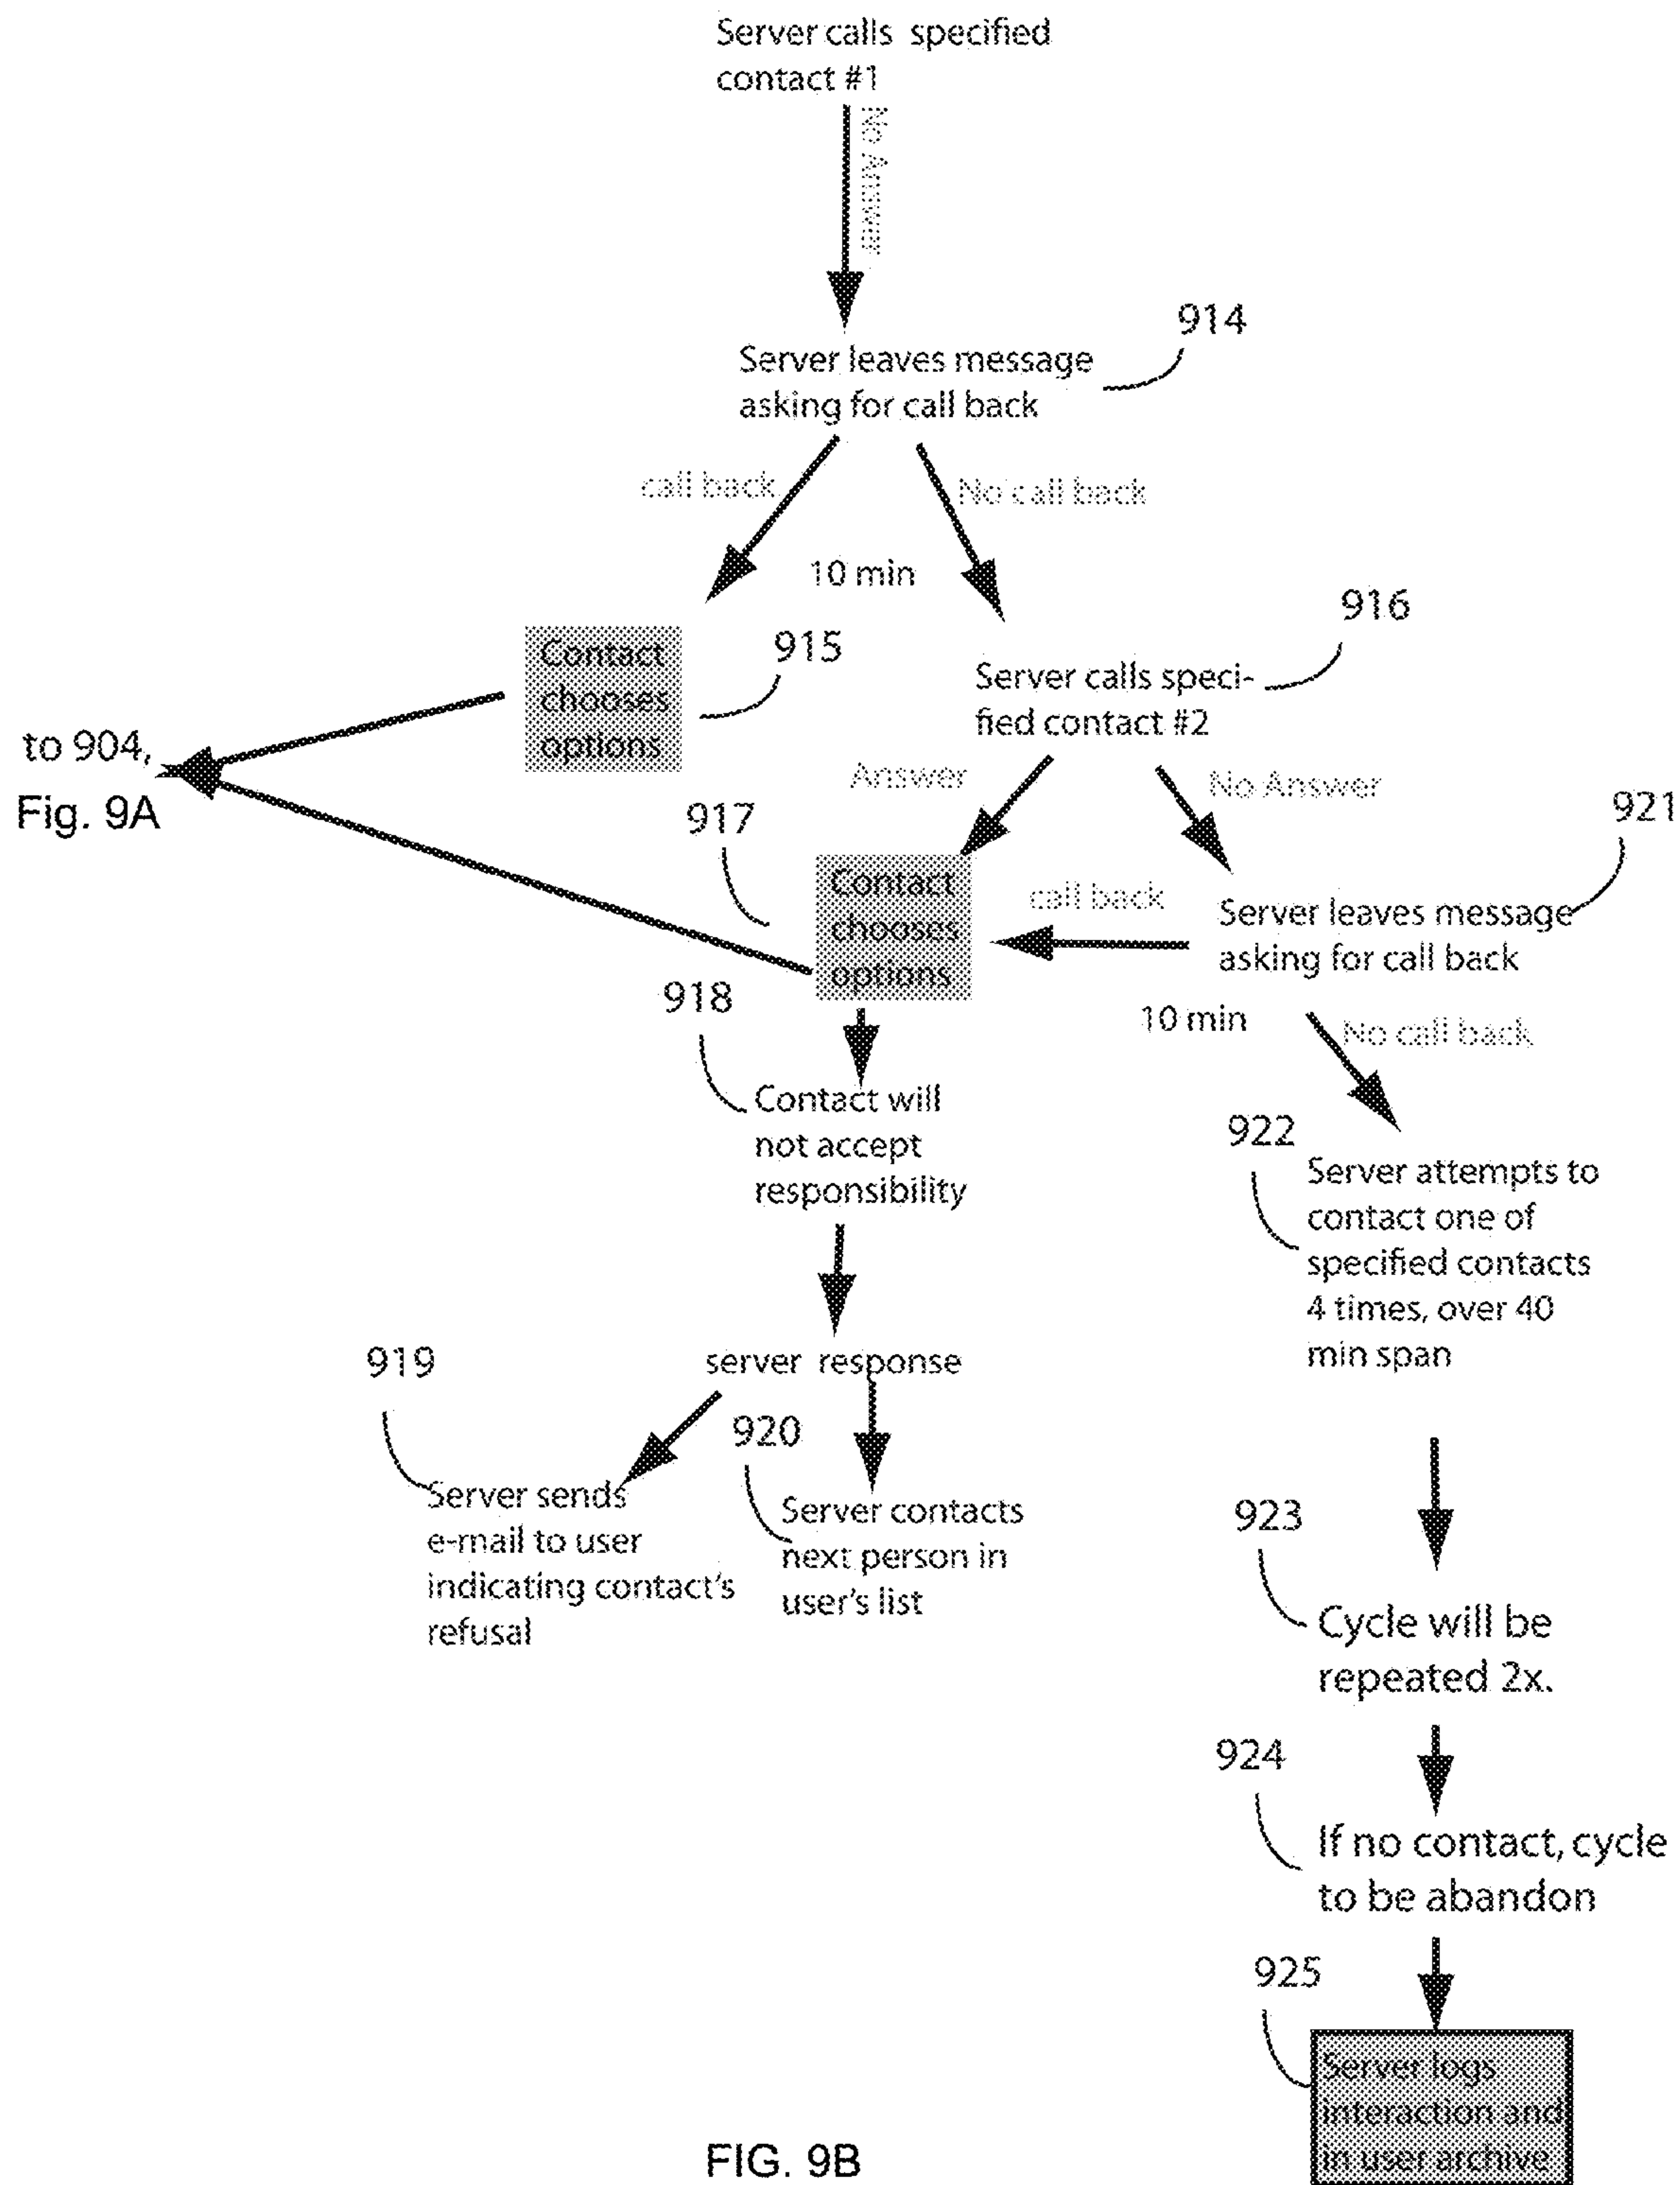 Server calls specified
contact #1
No Answer
914
Server leaves message
asking for call back
call back
No call back
10 min
915
916
Contact
chooses
options
Server calls speci-
fied contact #2
to 904,
Fig. 9A
Answer
No Answer
917
921
Contact
chooses
options
call back
Server leaves message
asking for call back
918
10 min
No call back
Contact will
not accept
responsibility
922
Server attempts to
contact one of
specified contacts
4 times, over 40
min span
server response
919
920
Server sends
e-mail to user
indicating contact's
refusal
Server contacts
next person in
user's list
923
Cycle will be
repeated 2x.
924
If no contact, cycle
to be abandon
925
Server logs
interaction and
in user archive
FIG. 9B